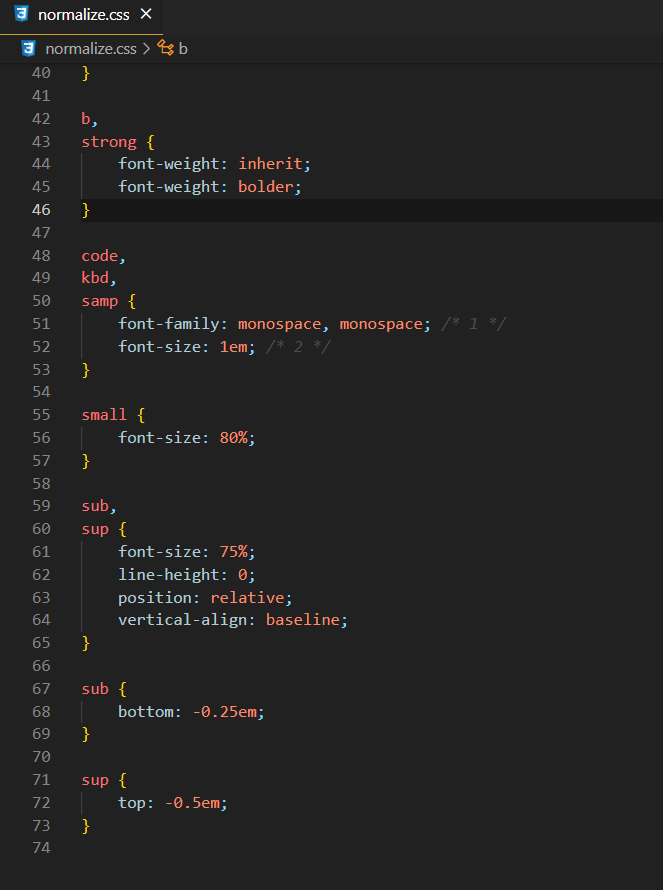 normalize.css ×
normalize.css > b
40 }
41
42 b,
43 strong {
44     font-weight: inherit;
45     font-weight: bolder;
46 }
47
48 code,
49 kbd,
50 samp {
51     font-family: monospace, monospace; /* 1 */
52     font-size: 1em; /* 2 */
53 }
54
55 small {
56     font-size: 80%;
57 }
58
59 sub,
60 sup {
61     font-size: 75%;
62     line-height: 0;
63     position: relative;
64     vertical-align: baseline;
65 }
66
67 sub {
68     bottom: -0.25em;
69 }
70
71 sup {
72     top: -0.5em;
73 }
74